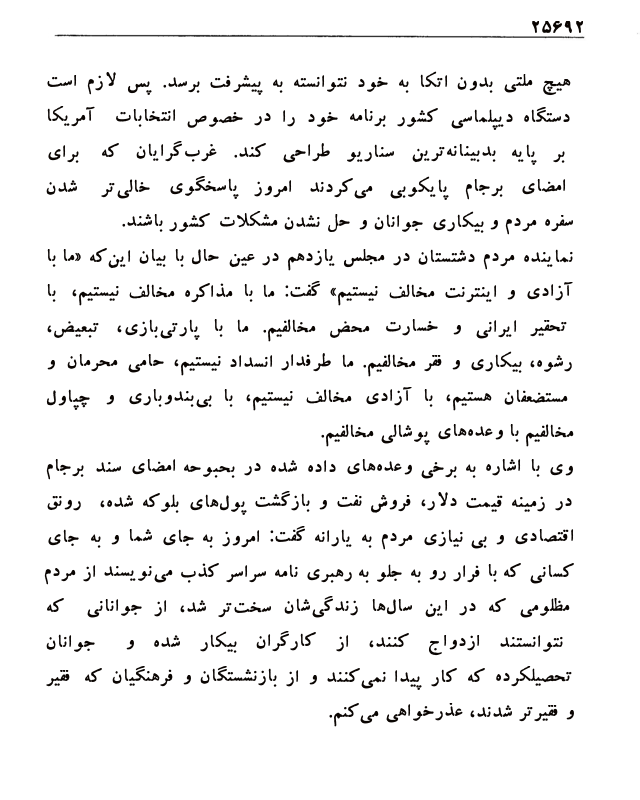 ۲۵۶۹۲
هیچ ملتی بدون اتکا به خود نتوانسته به پیشرفت برسد. پس لازم است
دستگاه دیپلماسی کشور برنامه خود را در خصوص انتخابات آمریکا
بر پایه بدبینانه‌ترین سناریو طراحی کند. غرب‌گرایان که برای
امضای برجام پایکوبی می‌کردند امروز پاسخگوی خالی‌تر شدن
سفره مردم و بیکاری جوانان و حل نشدن مشکلات کشور باشند.
نماینده مردم دشتستان در مجلس یازدهم در عین حال با بیان این‌که «ما با
آزادی و اینترنت مخالف نیستیم» گفت: ما با مذاکره مخالف نیستیم، با
تحقیر ایرانی و خسارت محض مخالفیم. ما با پارتی‌بازی، تبعیض،
رشوه، بیکاری و فقر مخالفیم. ما طرفدار انسداد نیستیم، حامی محرمان و
مستضعفان هستیم، با آزادی مخالف نیستیم، با بی‌بندوباری و چپاول
مخالفیم با وعده‌های پوشالی مخالفیم.
وی با اشاره به برخی وعده‌های داده شده در بحبوحه امضای سند برجام
در زمینه قیمت دلار، فروش نفت و بازگشت پول‌های بلوکه شده، رونق
اقتصادی و بی نیازی مردم به یارانه گفت: امروز به جای شما و به جای
کسانی که با فرار رو به جلو به رهبری نامه سراسر کذب می‌نویسند از مردم
مظلومی که در این سال‌ها زندگی‌شان سخت‌تر شد، از جوانانی که
نتوانستند ازدواج کنند، از کارگران بیکار شده و جوانان
تحصیلکرده که کار پیدا نمی‌کنند و از بازنشستگان و فرهنگیان که فقیر
و فقیرتر شدند، عذرخواهی می‌کنم.